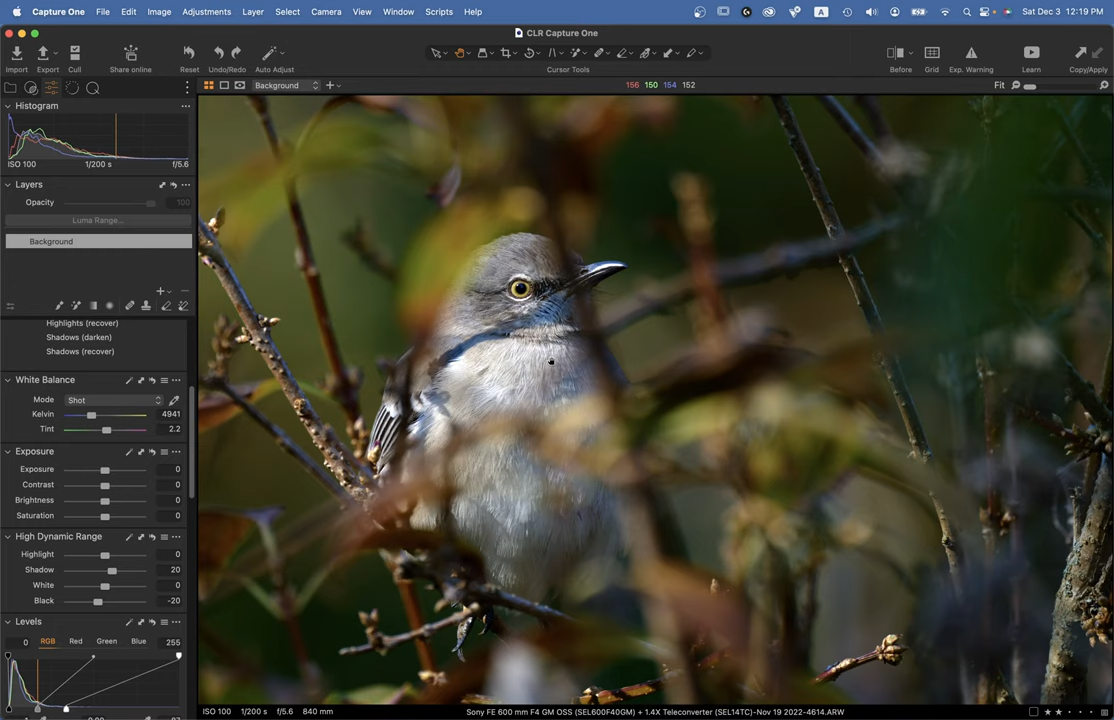 Capture One File Edit Image Adjustments Layer Select Camera View Window Scripts Help A Sat Dec 3 12:19 PM
CLR Capture One
Import Export Cull Share online Reset Undo/Redo Auto Adjust Cursor Tools Before Grid Exp. Warning Learn Copy/Apply
Background 156 150 154 152 Fit
Histogram
ISO 100 1/200 s f/5.6
Layers
Opacity 100
Luma Range...
Background
Highlights (recover)
Shadows (darken)
Shadows (recover)
White Balance
Mode Shot
Kelvin 4941
Tint 2.2
Exposure
Exposure 0
Contrast 0
Brightness 0
Saturation 0
High Dynamic Range
Highlight 0
Shadow 20
White 0
Black -20
Levels
0 RGB Red Green Blue 255
ISO 100 1/200 s f/5.6 840 mm Sony FE 600 mm F4 GM OSS (SEL600F40GM) + 1.4X Teleconverter (SEL14TC)-Nov 19 2022-4614.ARW